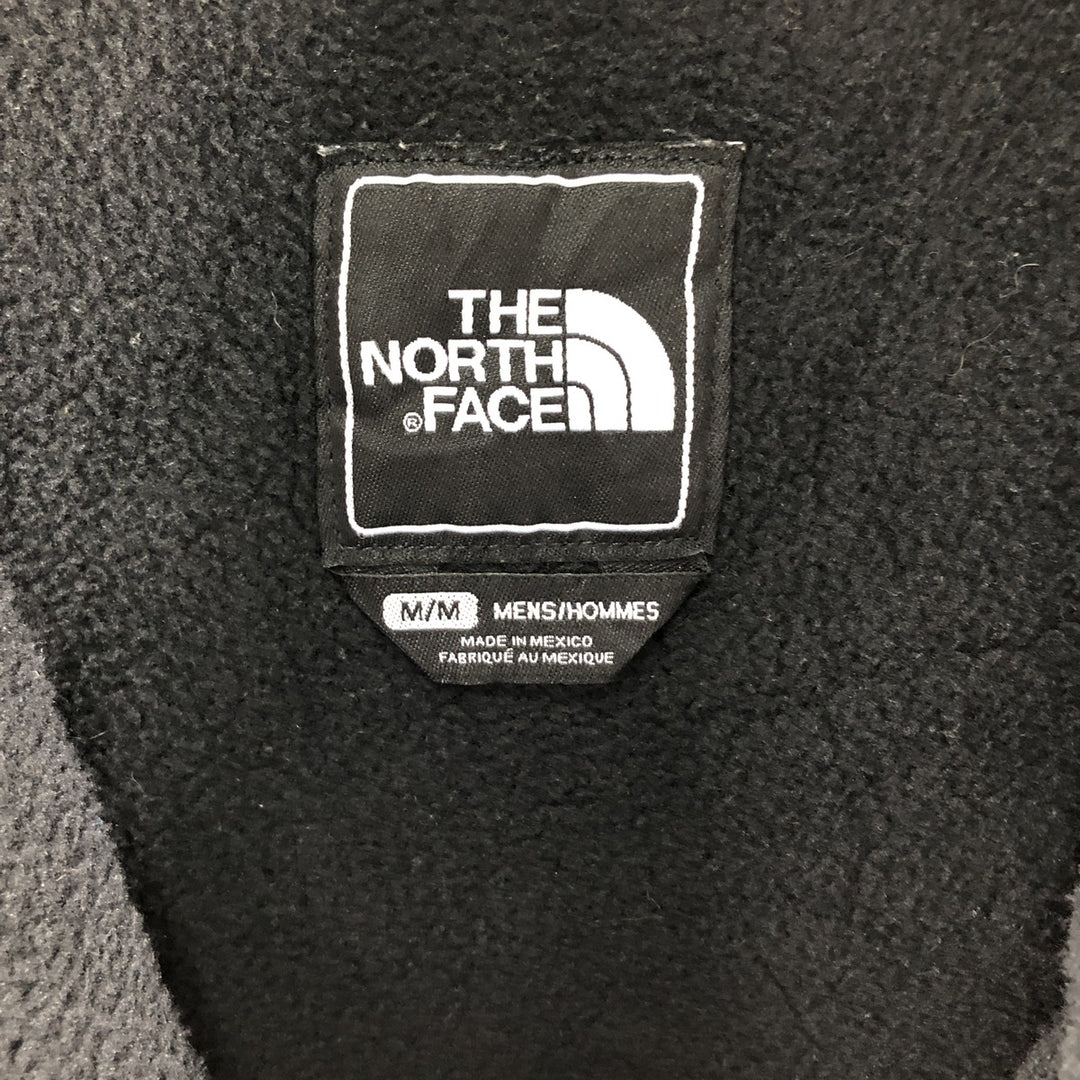 THE
NORTH
®FACE
M/M MENS/HOMMES
MADE IN MEXICO
FABRIQUÉ AU MEXIQUE